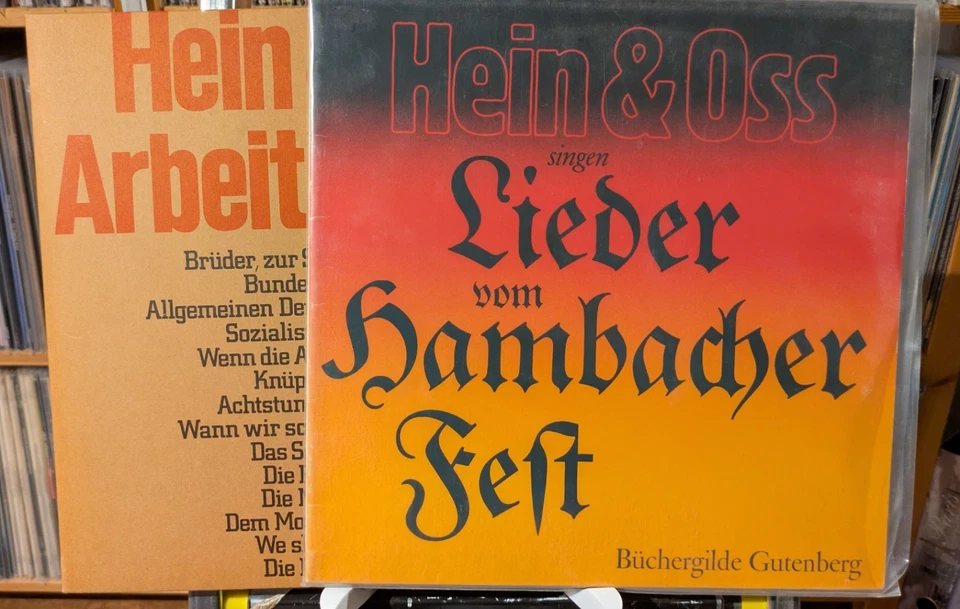 Hein
Arbeit
Brüder, zur S
Bunde
Allgemeinen De
Sozialis
Wenn die A
Knüp
Achtstun
Wann wir sc
Das S
Die
Die
Dem Mo
We s
Die
Hein & Oss
singen
Lieder
vom
Hambacher
Fest
Büchergilde Gutenberg